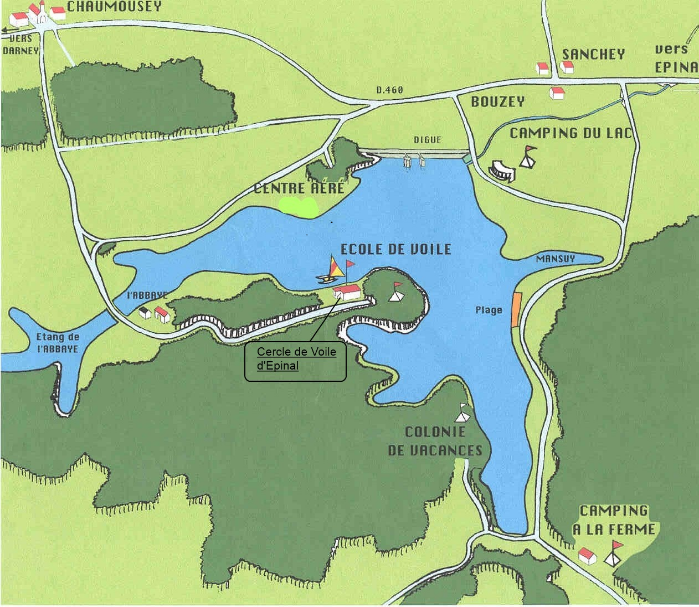 CHAUMOUSEY
VERS
DARNEY
SANCHEY
vers
EPINA
D.460
BOUZEY
DIGUE
CAMPING DU LAC
CENTRE AERE
ECOLE DE VOILE
MANSUY
l'ABBAYE
Plage
Etang de
l'ABBAYE
Cercle de Voile
d'Epinal
COLONIE
DE VACANCES
CAMPING
A LA FERME